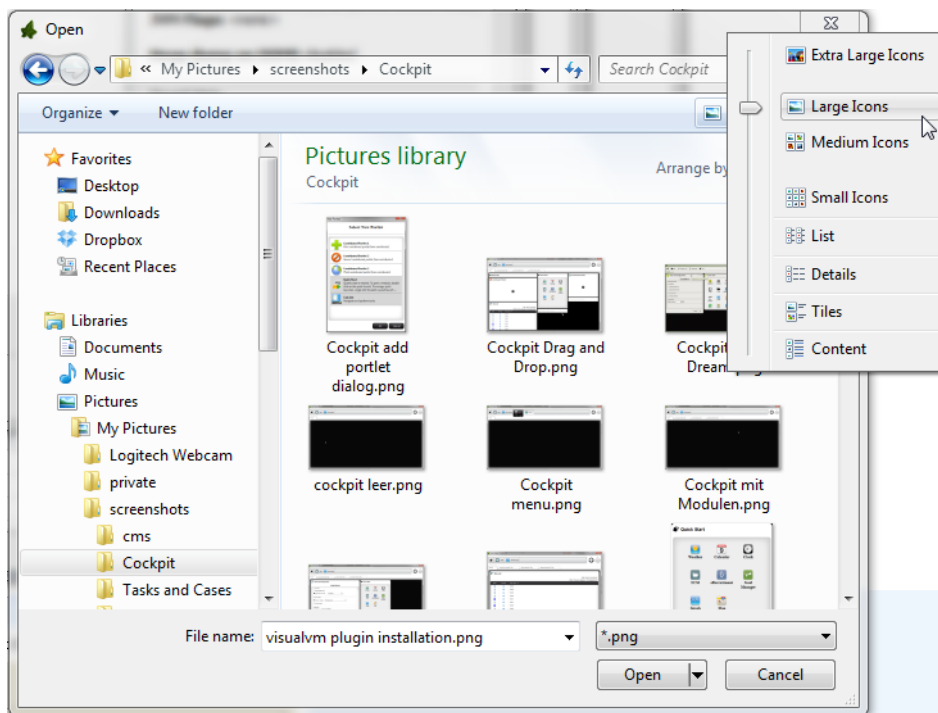 Open
« My Pictures ▸ screenshots ▸ Cockpit
Search Cockpit
Organize
New folder
Extra Large Icons
Large Icons
Medium Icons
Small Icons
List
Details
Tiles
Content
Favorites
Desktop
Downloads
Dropbox
Recent Places
Libraries
Documents
Music
Pictures
My Pictures
Logitech Webcam
private
screenshots
cms
Cockpit
Tasks and Cases
Pictures library
Cockpit
Arrange by
Cockpit add
portlet
dialog.png
Cockpit Drag and
Drop.png
Cockpit
cockpit leer.png
Cockpit
menu.png
Cockpit mit
Modulen.png
Quick Start
File name:
visualvm plugin installation.png
*.png
Open
Cancel